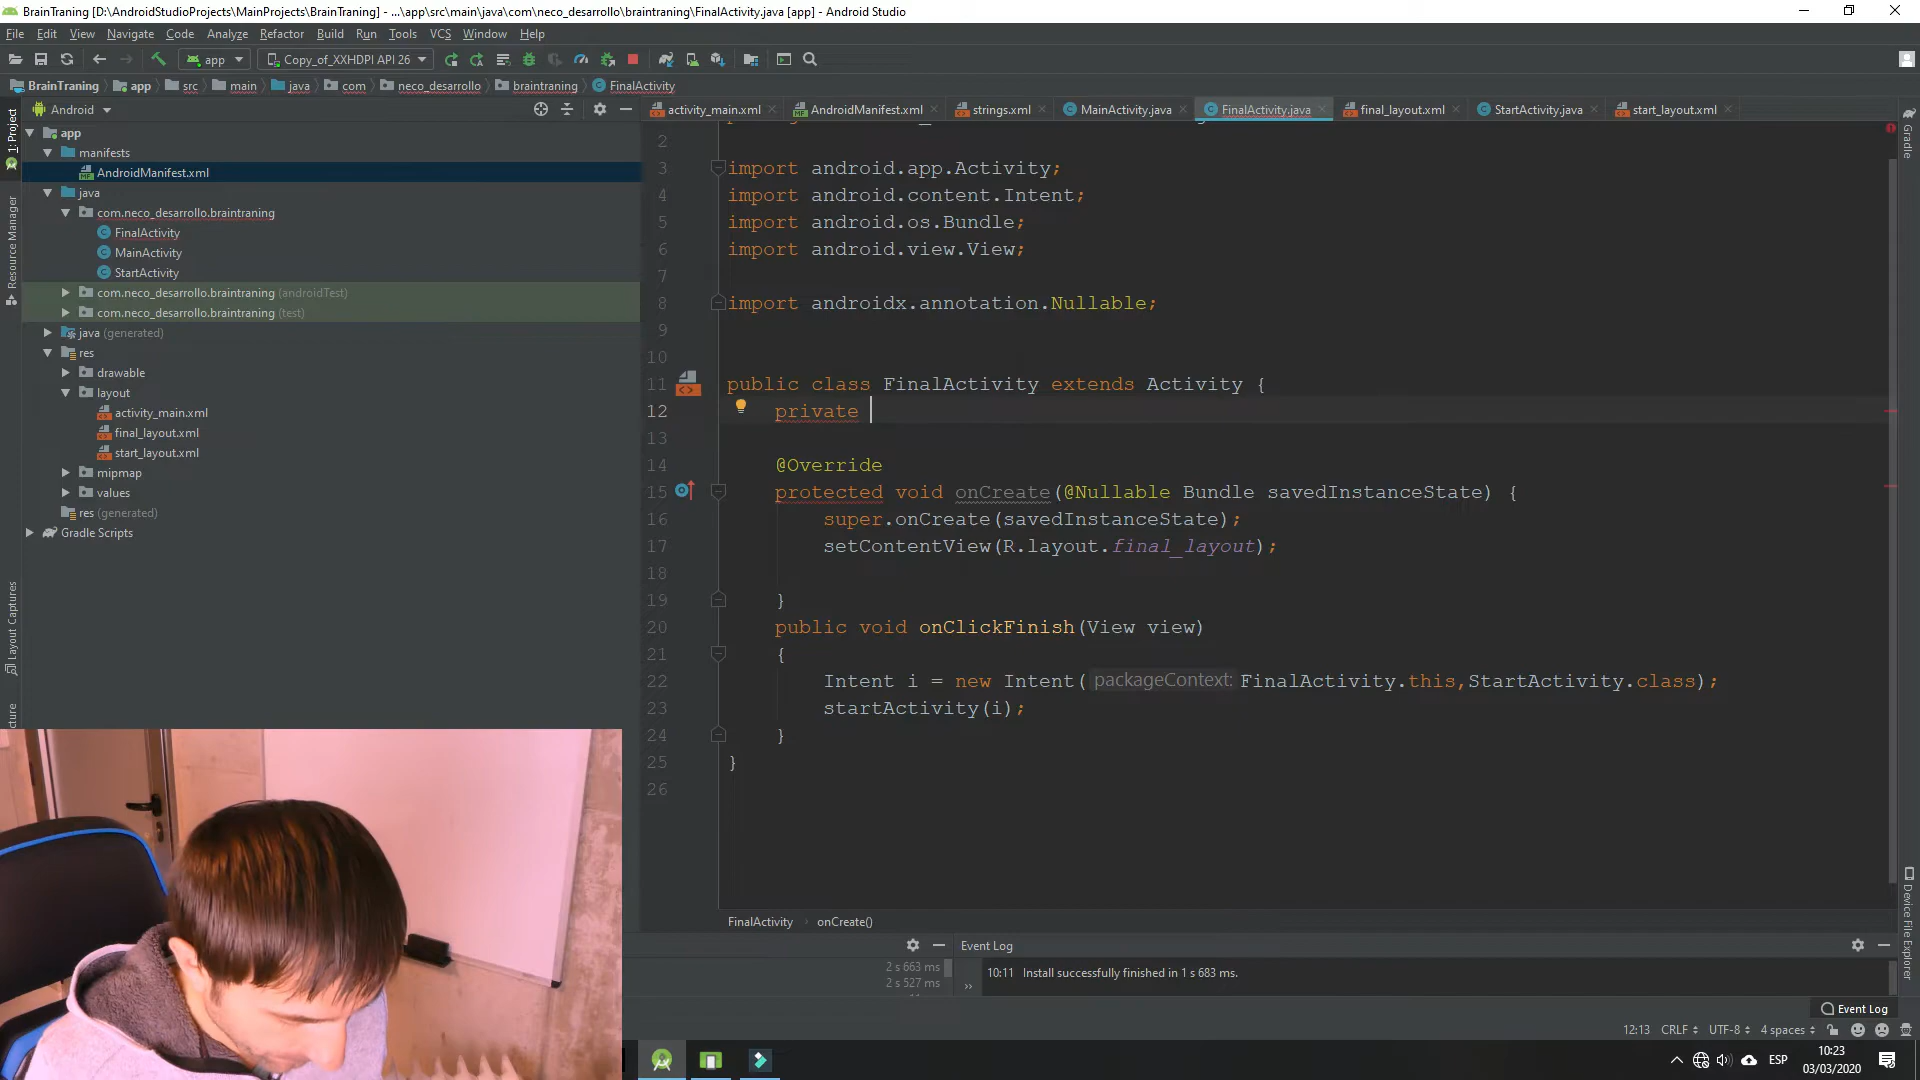 BrainTraning [D:\AndroidStudioProjects\MainProjects\BrainTraning] - ...\app\src\main\java\com\neco_desarrollo\braintraning\FinalActivity.java [app] - Android Studio
File Edit View Navigate Code Analyze Refactor Build Run Tools VCS Window Help
app Copy_of_XXHDPI API 26
BrainTraning app src main java com neco_desarrollo braintraning FinalActivity
Android
activity_main.xml AndroidManifest.xml strings.xml MainActivity.java FinalActivity.java final_layout.xml StartActivity.java start_layout.xml
1: Project
Resource Manager
Layout Captures
Gradle
Device File Explorer
app
manifests
AndroidManifest.xml
java
com.neco_desarrollo.braintraning
FinalActivity
MainActivity
StartActivity
com.neco_desarrollo.braintraning (androidTest)
com.neco_desarrollo.braintraning (test)
java (generated)
res
drawable
layout
activity_main.xml
final_layout.xml
start_layout.xml
mipmap
values
res (generated)
Gradle Scripts
2
3 import android.app.Activity;
4 import android.content.Intent;
5 import android.os.Bundle;
6 import android.view.View;
7
8 import androidx.annotation.Nullable;
9
10
11 public class FinalActivity extends Activity {
12 private
13
14 @Override
15 protected void onCreate(@Nullable Bundle savedInstanceState) {
16 super.onCreate(savedInstanceState);
17 setContentView(R.layout.final_layout);
18
19 }
20 public void onClickFinish(View view)
21 {
22 Intent i = new Intent( packageContext: FinalActivity.this,StartActivity.class);
23 startActivity(i);
24 }
25 }
26
FinalActivity › onCreate()
Event Log
2 s 663 ms
2 s 527 ms
10:11 Install successfully finished in 1 s 683 ms.
Event Log
12:13 CRLF UTF-8 4 spaces
ESP
10:23
03/03/2020